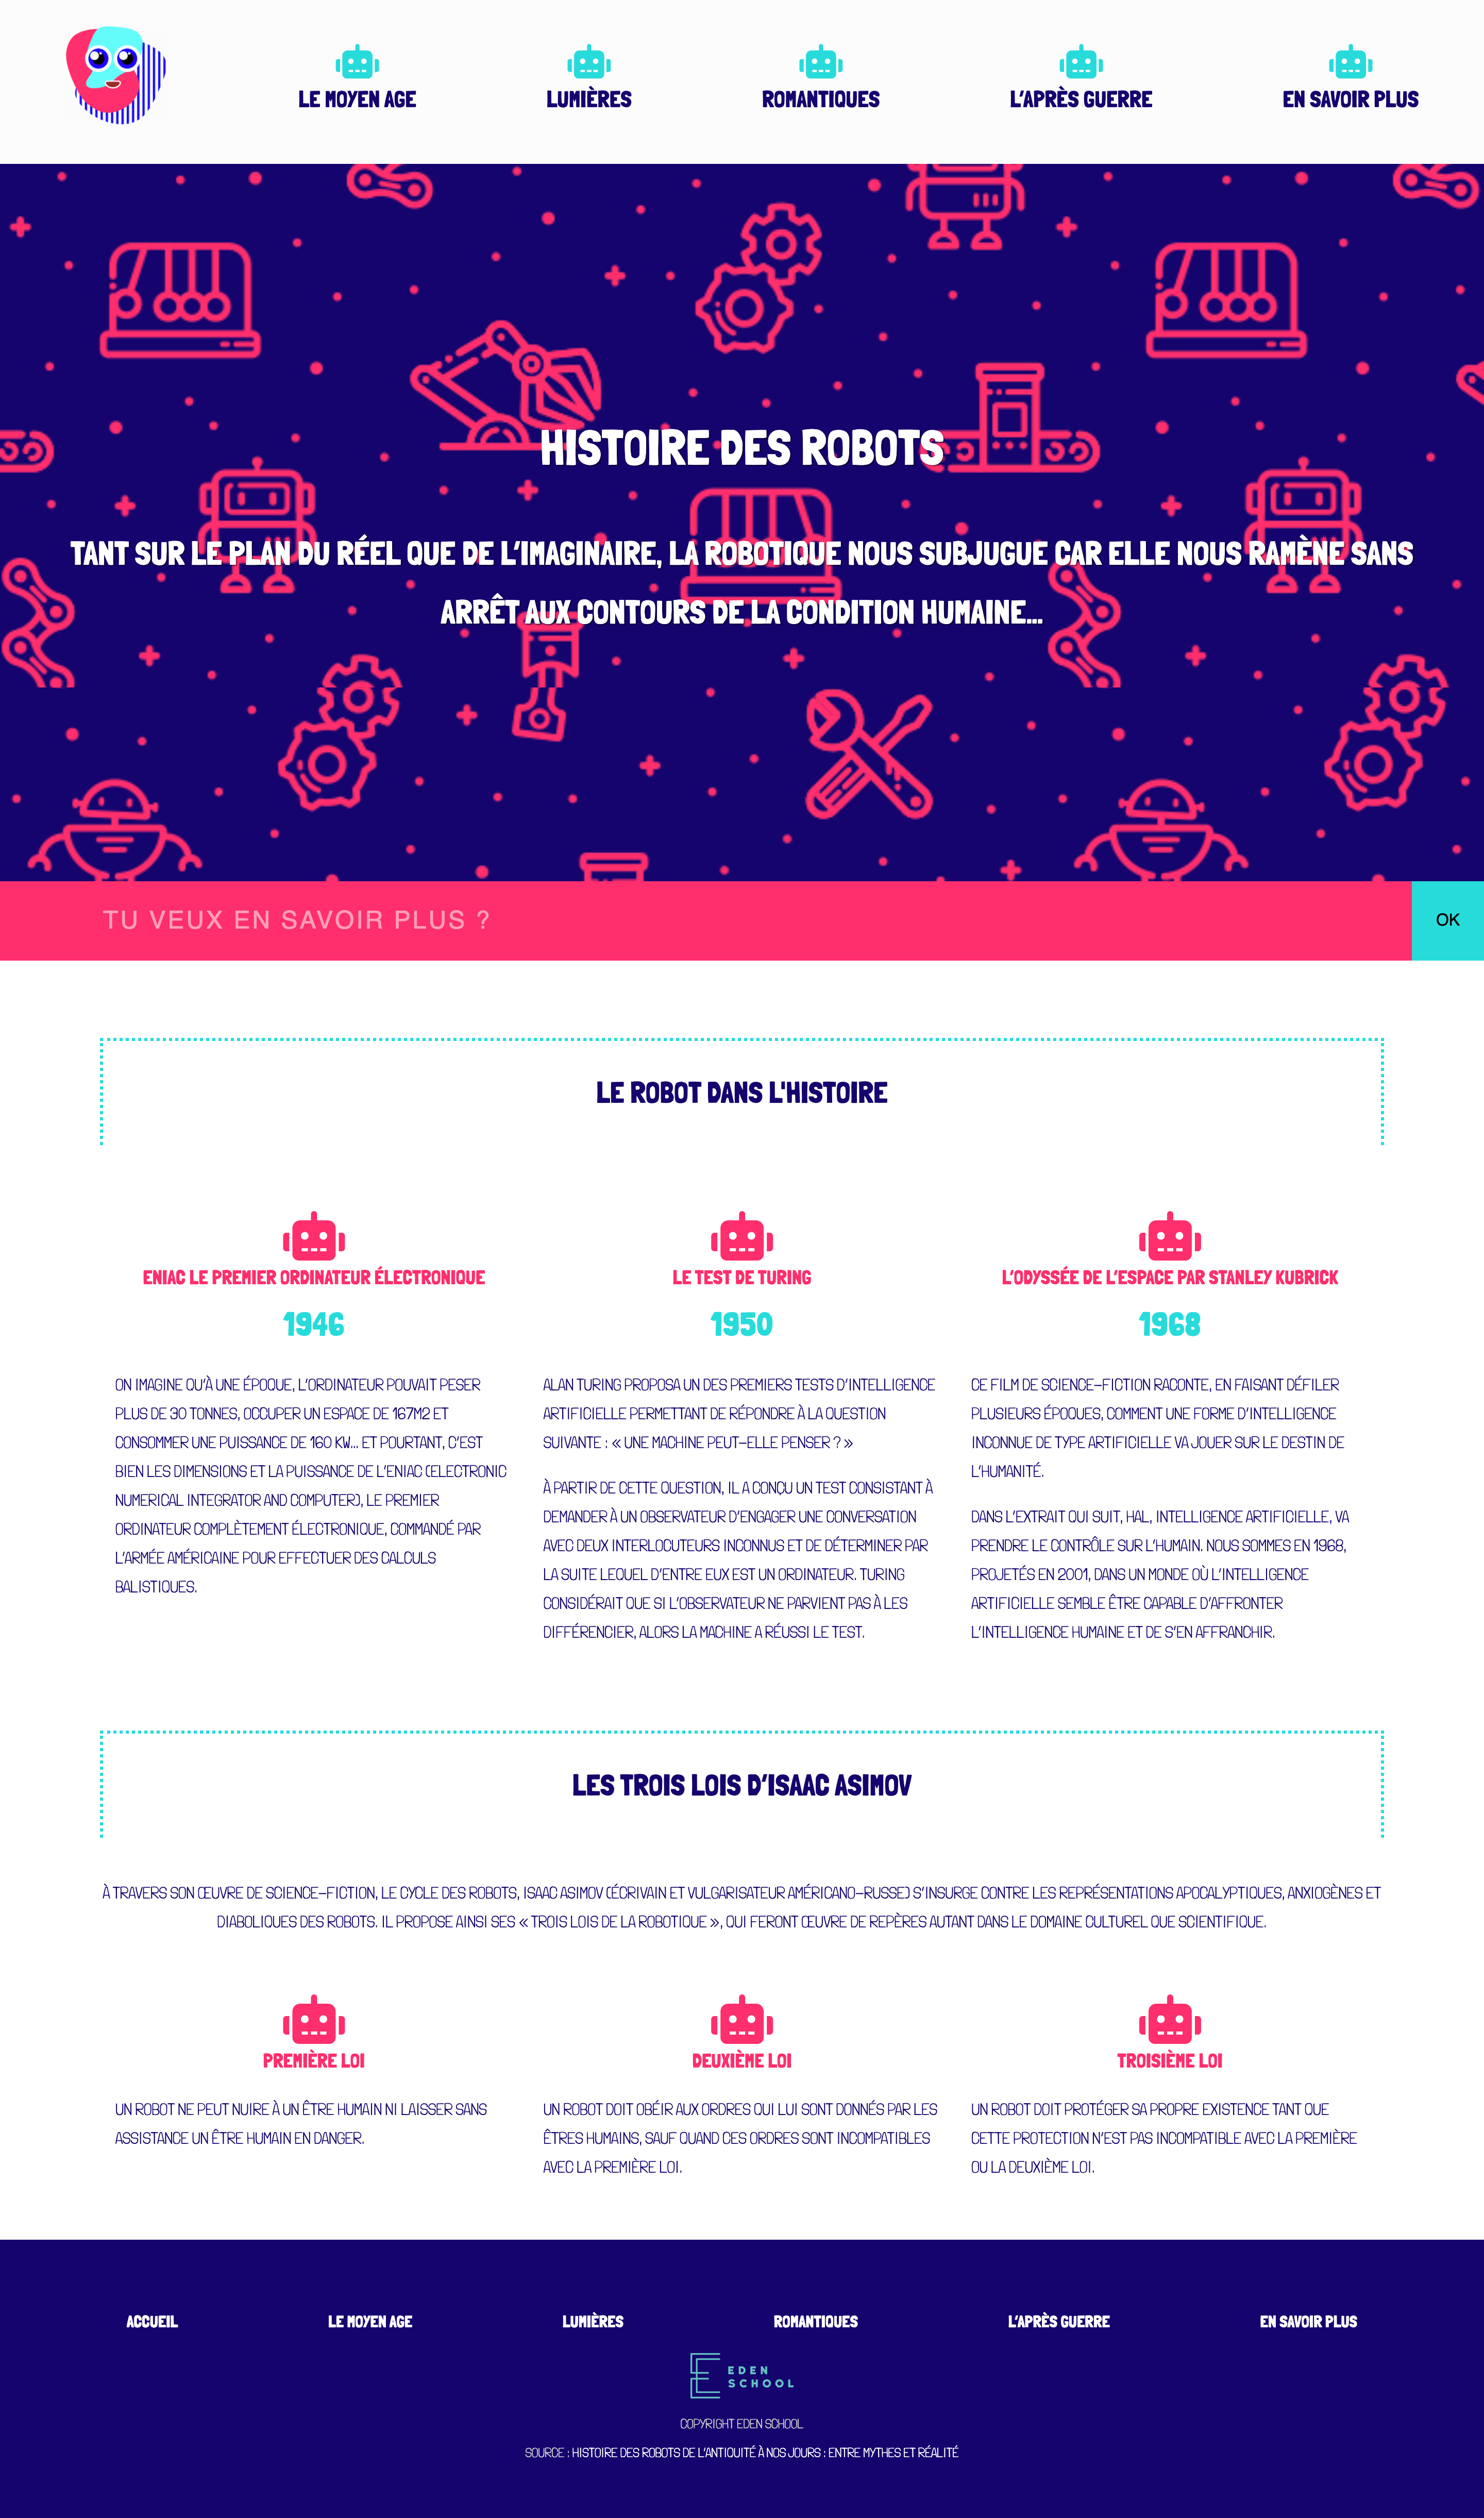 LE MOYEN AGE
LUMIÈRES
ROMANTIQUES
L'APRÈS GUERRE
EN SAVOIR PLUS
HISTOIRE DES ROBOTS
TANT SUR LE PLAN DU RÉEL QUE DE L'IMAGINAIRE, LA ROBOTIQUE NOUS SUBJUGUE CAR ELLE NOUS RAMÈNE SANS
ARRÊT AUX CONTOURS DE LA CONDITION HUMAINE...
TU VEUX EN SAVOIR PLUS ?
OK
LE ROBOT DANS L'HISTOIRE
ENIAC LE PREMIER ORDINATEUR ÉLECTRONIQUE
1946
ON IMAGINE QU'À UNE ÉPOQUE, L'ORDINATEUR POUVAIT PESER
PLUS DE 30 TONNES, OCCUPER UN ESPACE DE 167M2 ET
CONSOMMER UNE PUISSANCE DE 160 KW... ET POURTANT, C'EST
BIEN LES DIMENSIONS ET LA PUISSANCE DE L'ENIAC (ELECTRONIC
NUMERICAL INTEGRATOR AND COMPUTER), LE PREMIER
ORDINATEUR COMPLÈTEMENT ÉLECTRONIQUE, COMMANDÉ PAR
L'ARMÉE AMÉRICAINE POUR EFFECTUER DES CALCULS
BALISTIQUES.
LE TEST DE TURING
1950
ALAN TURING PROPOSA UN DES PREMIERS TESTS D'INTELLIGENCE
ARTIFICIELLE PERMETTANT DE RÉPONDRE À LA QUESTION
SUIVANTE : « UNE MACHINE PEUT-ELLE PENSER ? »
À PARTIR DE CETTE QUESTION, IL A CONÇU UN TEST CONSISTANT À
DEMANDER À UN OBSERVATEUR D'ENGAGER UNE CONVERSATION
AVEC DEUX INTERLOCUTEURS INCONNUS ET DE DÉTERMINER PAR
LA SUITE LEQUEL D'ENTRE EUX EST UN ORDINATEUR. TURING
CONSIDÉRAIT QUE SI L'OBSERVATEUR NE PARVIENT PAS À LES
DIFFÉRENCIER, ALORS LA MACHINE A RÉUSSI LE TEST.
L'ODYSSÉE DE L'ESPACE PAR STANLEY KUBRICK
1968
CE FILM DE SCIENCE-FICTION RACONTE, EN FAISANT DÉFILER
PLUSIEURS ÉPOQUES, COMMENT UNE FORME D'INTELLIGENCE
INCONNUE DE TYPE ARTIFICIELLE VA JOUER SUR LE DESTIN DE
L'HUMANITÉ.
DANS L'EXTRAIT QUI SUIT, HAL, INTELLIGENCE ARTIFICIELLE, VA
PRENDRE LE CONTRÔLE SUR L'HUMAIN. NOUS SOMMES EN 1968,
PROJETÉS EN 2001, DANS UN MONDE OÙ L'INTELLIGENCE
ARTIFICIELLE SEMBLE ÊTRE CAPABLE D'AFFRONTER
L'INTELLIGENCE HUMAINE ET DE S'EN AFFRANCHIR.
LES TROIS LOIS D'ISAAC ASIMOV
À TRAVERS SON ŒUVRE DE SCIENCE-FICTION, LE CYCLE DES ROBOTS, ISAAC ASIMOV (ÉCRIVAIN ET VULGARISATEUR AMÉRICANO-RUSSE) S'INSURGE CONTRE LES REPRÉSENTATIONS APOCALYPTIQUES, ANXIOGÈNES ET
DIABOLIQUES DES ROBOTS. IL PROPOSE AINSI SES « TROIS LOIS DE LA ROBOTIQUE », QUI FERONT ŒUVRE DE REPÈRES AUTANT DANS LE DOMAINE CULTUREL QUE SCIENTIFIQUE.
PREMIÈRE LOI
UN ROBOT NE PEUT NUIRE À UN ÊTRE HUMAIN NI LAISSER SANS
ASSISTANCE UN ÊTRE HUMAIN EN DANGER.
DEUXIÈME LOI
UN ROBOT DOIT OBÉIR AUX ORDRES QUI LUI SONT DONNÉS PAR LES
ÊTRES HUMAINS, SAUF QUAND CES ORDRES SONT INCOMPATIBLES
AVEC LA PREMIÈRE LOI.
TROISIÈME LOI
UN ROBOT DOIT PROTÉGER SA PROPRE EXISTENCE TANT QUE
CETTE PROTECTION N'EST PAS INCOMPATIBLE AVEC LA PREMIÈRE
OU LA DEUXIÈME LOI.
ACCUEIL
LE MOYEN AGE
LUMIÈRES
ROMANTIQUES
L'APRÈS GUERRE
EN SAVOIR PLUS
EDEN
SCHOOL
COPYRIGHT EDEN SCHOOL
SOURCE : HISTOIRE DES ROBOTS DE L'ANTIQUITÉ À NOS JOURS : ENTRE MYTHES ET RÉALITÉ